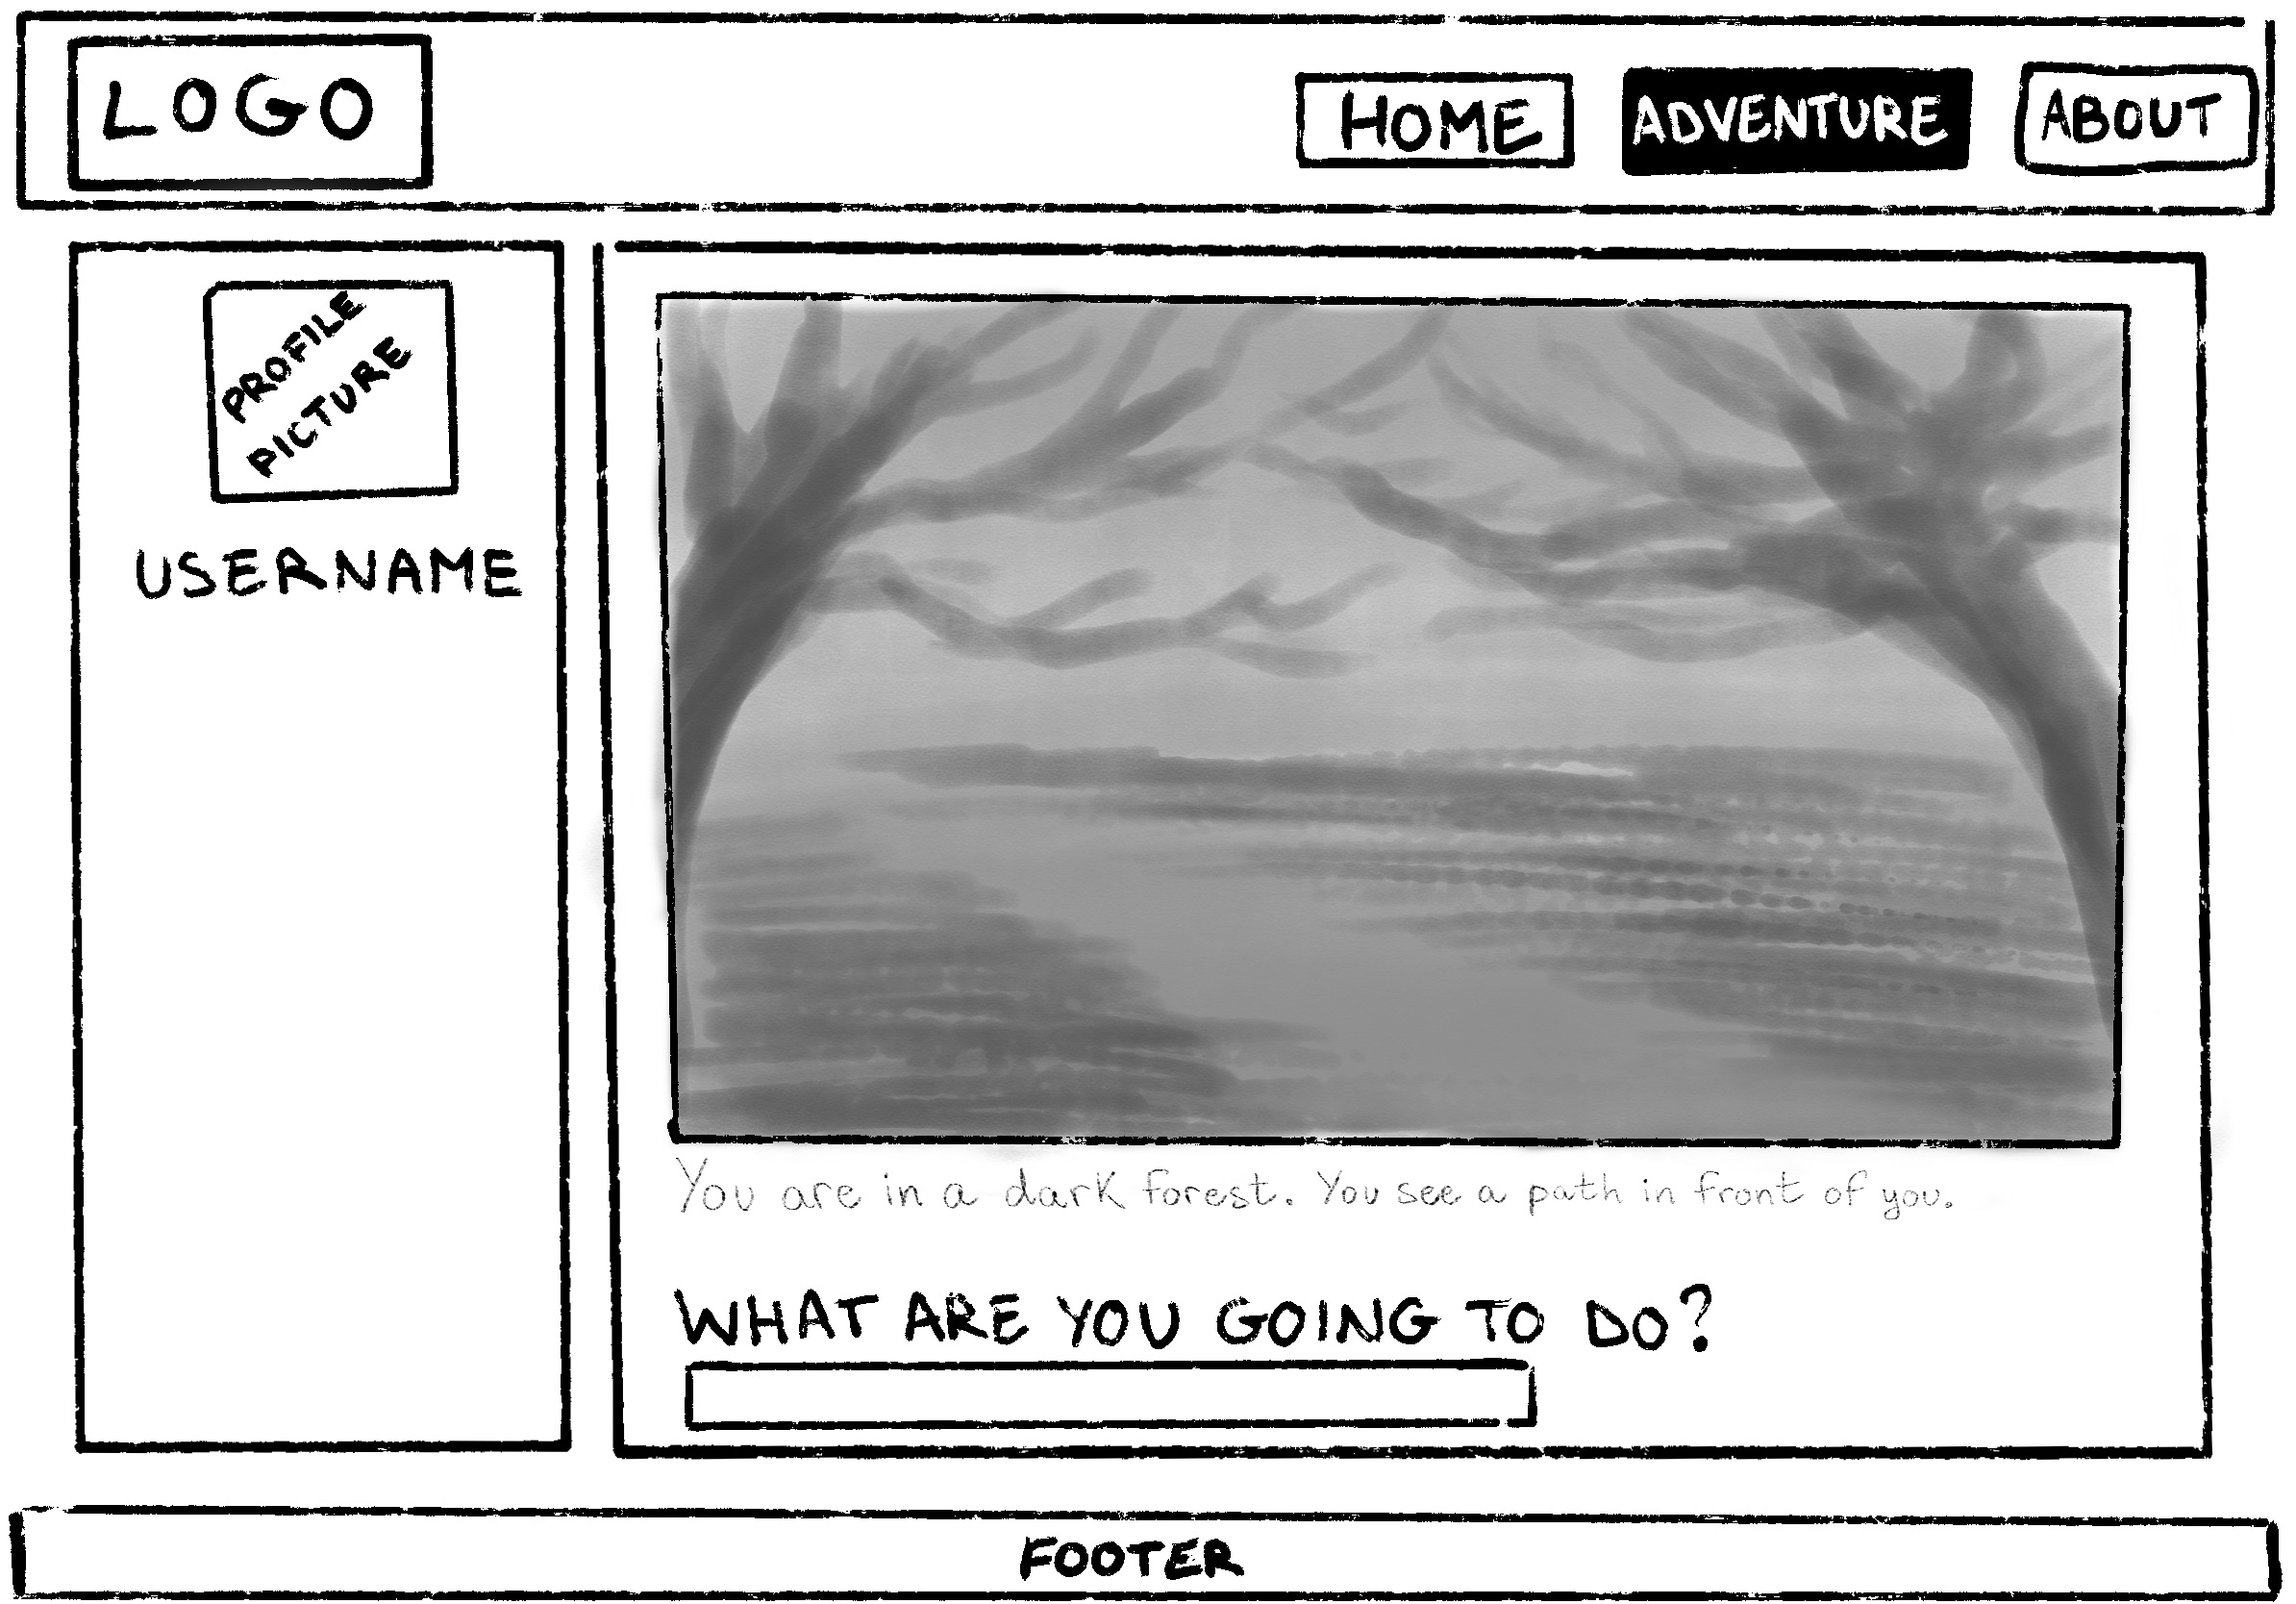 LOGO
HOME
ADVENTURE
ABOUT
PROFILE
PICTURE
USERNAME
You are in a dark forest. You see a path in front of you.
WHAT ARE YOU GOING TO DO?
FOOTER